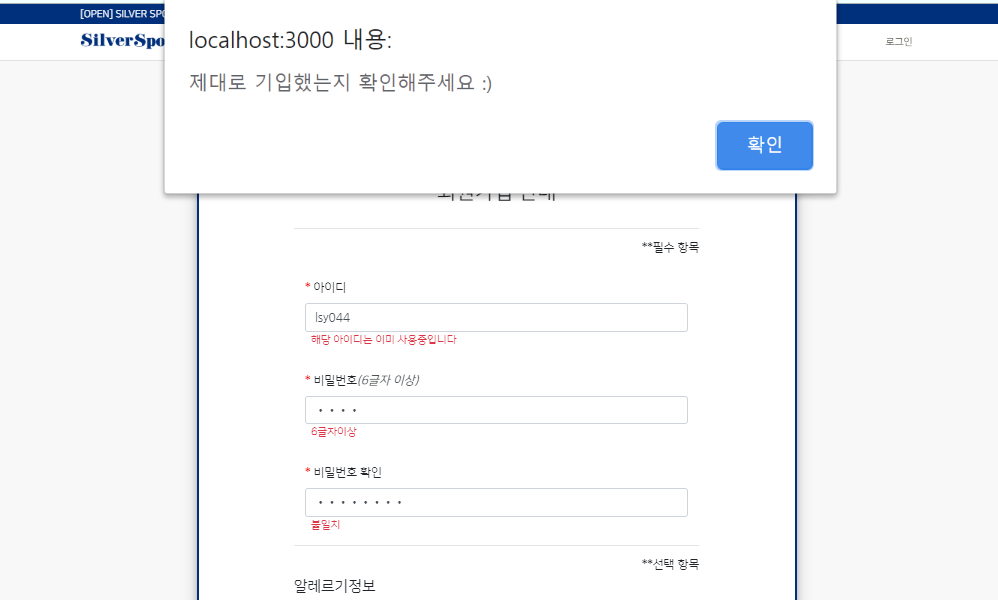 [OPEN] SILVER SPO
SilverSpo
로그인
localhost:3000 내용:
제대로 기입했는지 확인해주세요 :)
확인
**필수 항목
* 아이디
lsy044
해당 아이디는 이미 사용중입니다
* 비밀번호(6글자 이상)
6글자이상
* 비밀번호 확인
불일치
**선택 항목
알레르기정보